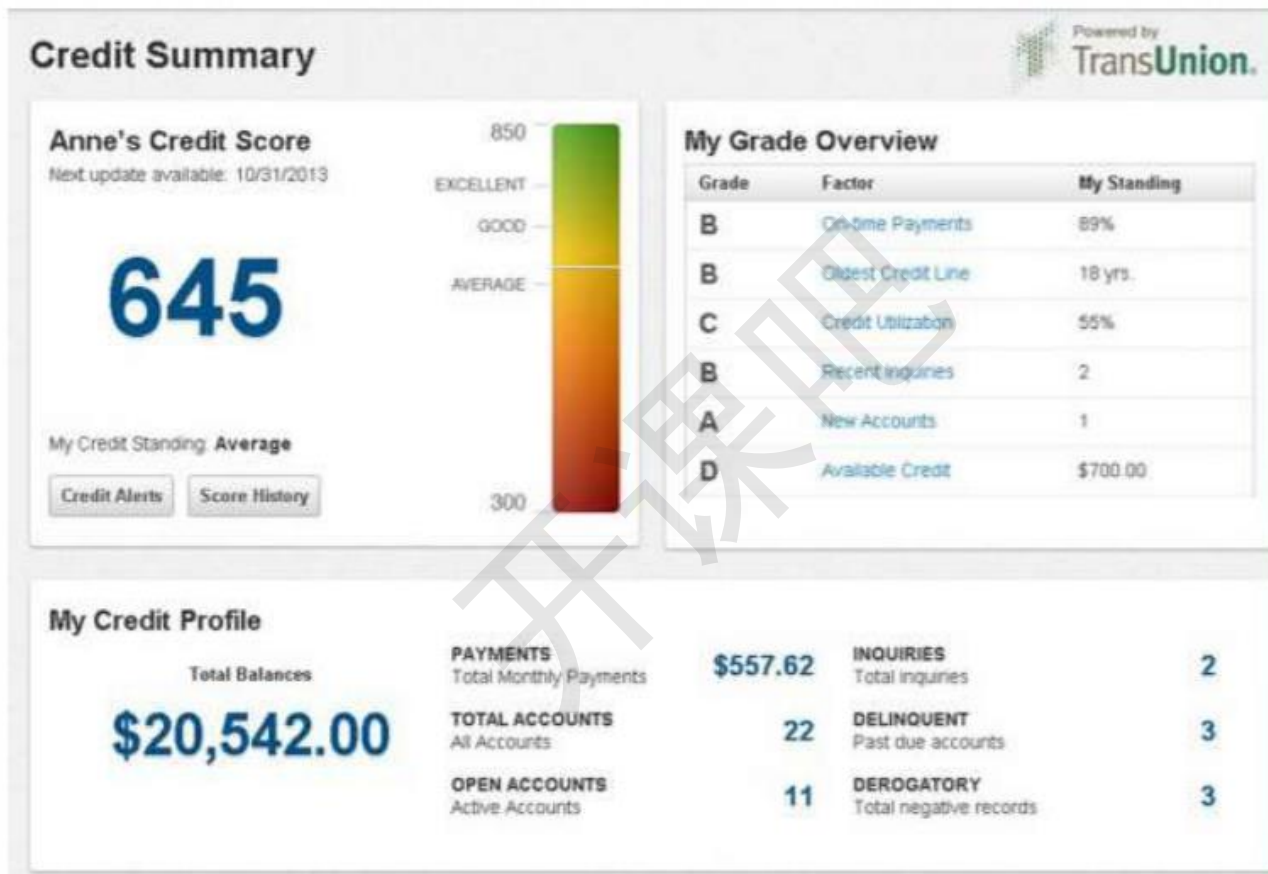 Credit Summary
Powered by
TransUnion.
Anne's Credit Score
Next update available: 10/31/2013
850
EXCELLENT
GOOD
AVERAGE
300
645
My Credit Standing: Average
Credit Alerts
Score History
My Grade Overview
Grade Factor My Standing
B On-time Payments 89%
B Oldest Credit Line 18 yrs.
C Credit Utilization 55%
B Recent Inquiries 2
A New Accounts 1
D Available Credit $700.00
My Credit Profile
Total Balances
$20,542.00
PAYMENTS
Total Monthly Payments
$557.62
TOTAL ACCOUNTS
All Accounts
22
OPEN ACCOUNTS
Active Accounts
11
INQUIRIES
Total inquiries
2
DELINQUENT
Past due accounts
3
DEROGATORY
Total negative records
3
开课吧